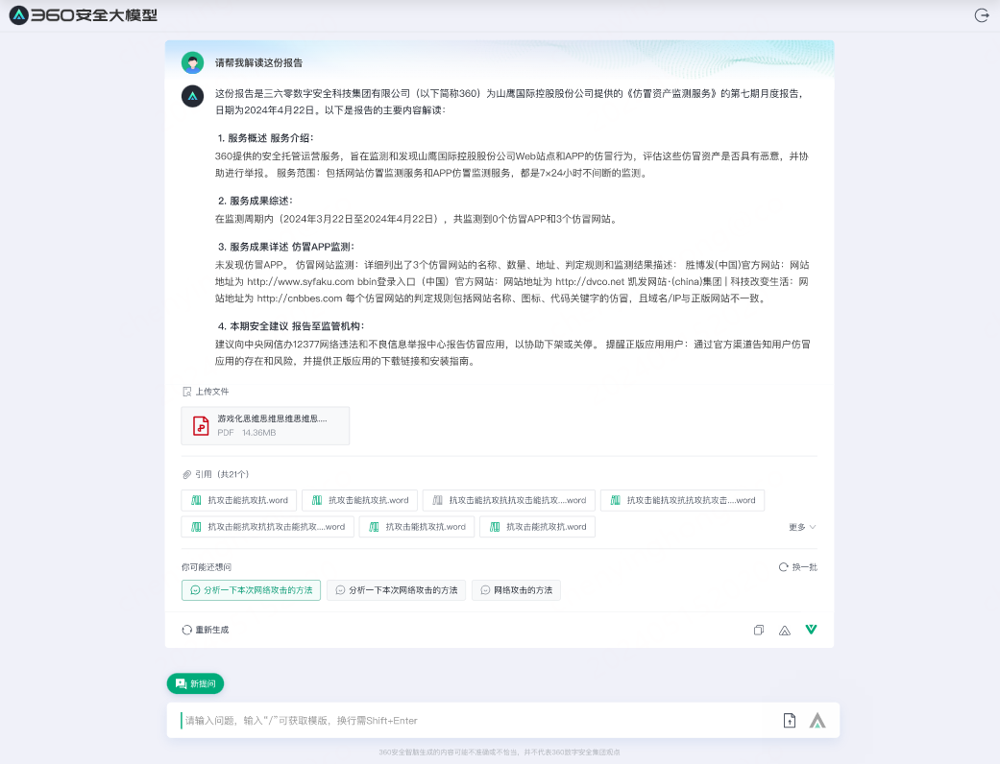 360安全大模型
请帮我解读这份报告
这份报告是三六零数字安全科技集团有限公司（以下简称360）为山鹰国际控股股份公司提供的《仿冒资产监测服务》的第七期月度报告，
日期为2024年4月22日。以下是报告的主要内容解读：
1. 服务概述 服务介绍：
360提供的安全托管运营服务，旨在监测和发现山鹰国际控股股份公司Web站点和APP的仿冒行为，评估这些仿冒资产是否具有恶意，并协
助进行举报。 服务范围：包括网站仿冒监测服务和APP仿冒监测服务，都是7×24小时不间断的监测。
2. 服务成果综述：
在监测周期内（2024年3月22日至2024年4月22日），共监测到0个仿冒APP和3个仿冒网站。
3. 服务成果详述 仿冒APP监测：
未发现仿冒APP。 仿冒网站监测：详细列出了3个仿冒网站的名称、数量、地址、判定规则和监测结果描述： 胜博发(中国)官方网站：网站
地址为 http://www.syfaku.com bbin登录入口（中国）官方网站：网站地址为 http://dvco.net 凯发网站·(china)集团 | 科技改变生活：网
站地址为 http://cnbbes.com 每个仿冒网站的判定规则包括网站名称、图标、代码关键字的仿冒，且域名/IP与正版网站不一致。
4. 本期安全建议 报告至监管机构：
建议向中央网信办12377网络违法和不良信息举报中心报告仿冒应用，以协助下架或关停。 提醒正版应用用户：通过官方渠道告知用户仿冒
应用的存在和风险，并提供正版应用的下载链接和安装指南。
上传文件
游戏化思维思维思维思维思....
PDF 14.36MB
引用（共21个）
抗攻击能抗攻抗.word 抗攻击能抗攻抗.word 抗攻击能抗攻抗抗攻击能抗攻....word 抗攻击能抗攻抗抗攻抗攻击....word
抗攻击能抗攻抗抗攻击能抗攻....word 抗攻击能抗攻抗.word 抗攻击能抗攻抗.word 更多
你可能还想问 换一批
分析一下本次网络攻击的方法 分析一下本次网络攻击的方法 网络攻击的方法
重新生成
新提问
请输入问题，输入“/”可获取模版，换行需Shift+Enter
360安全智脑生成的内容可能不准确或不恰当，并不代表360数字安全集团观点